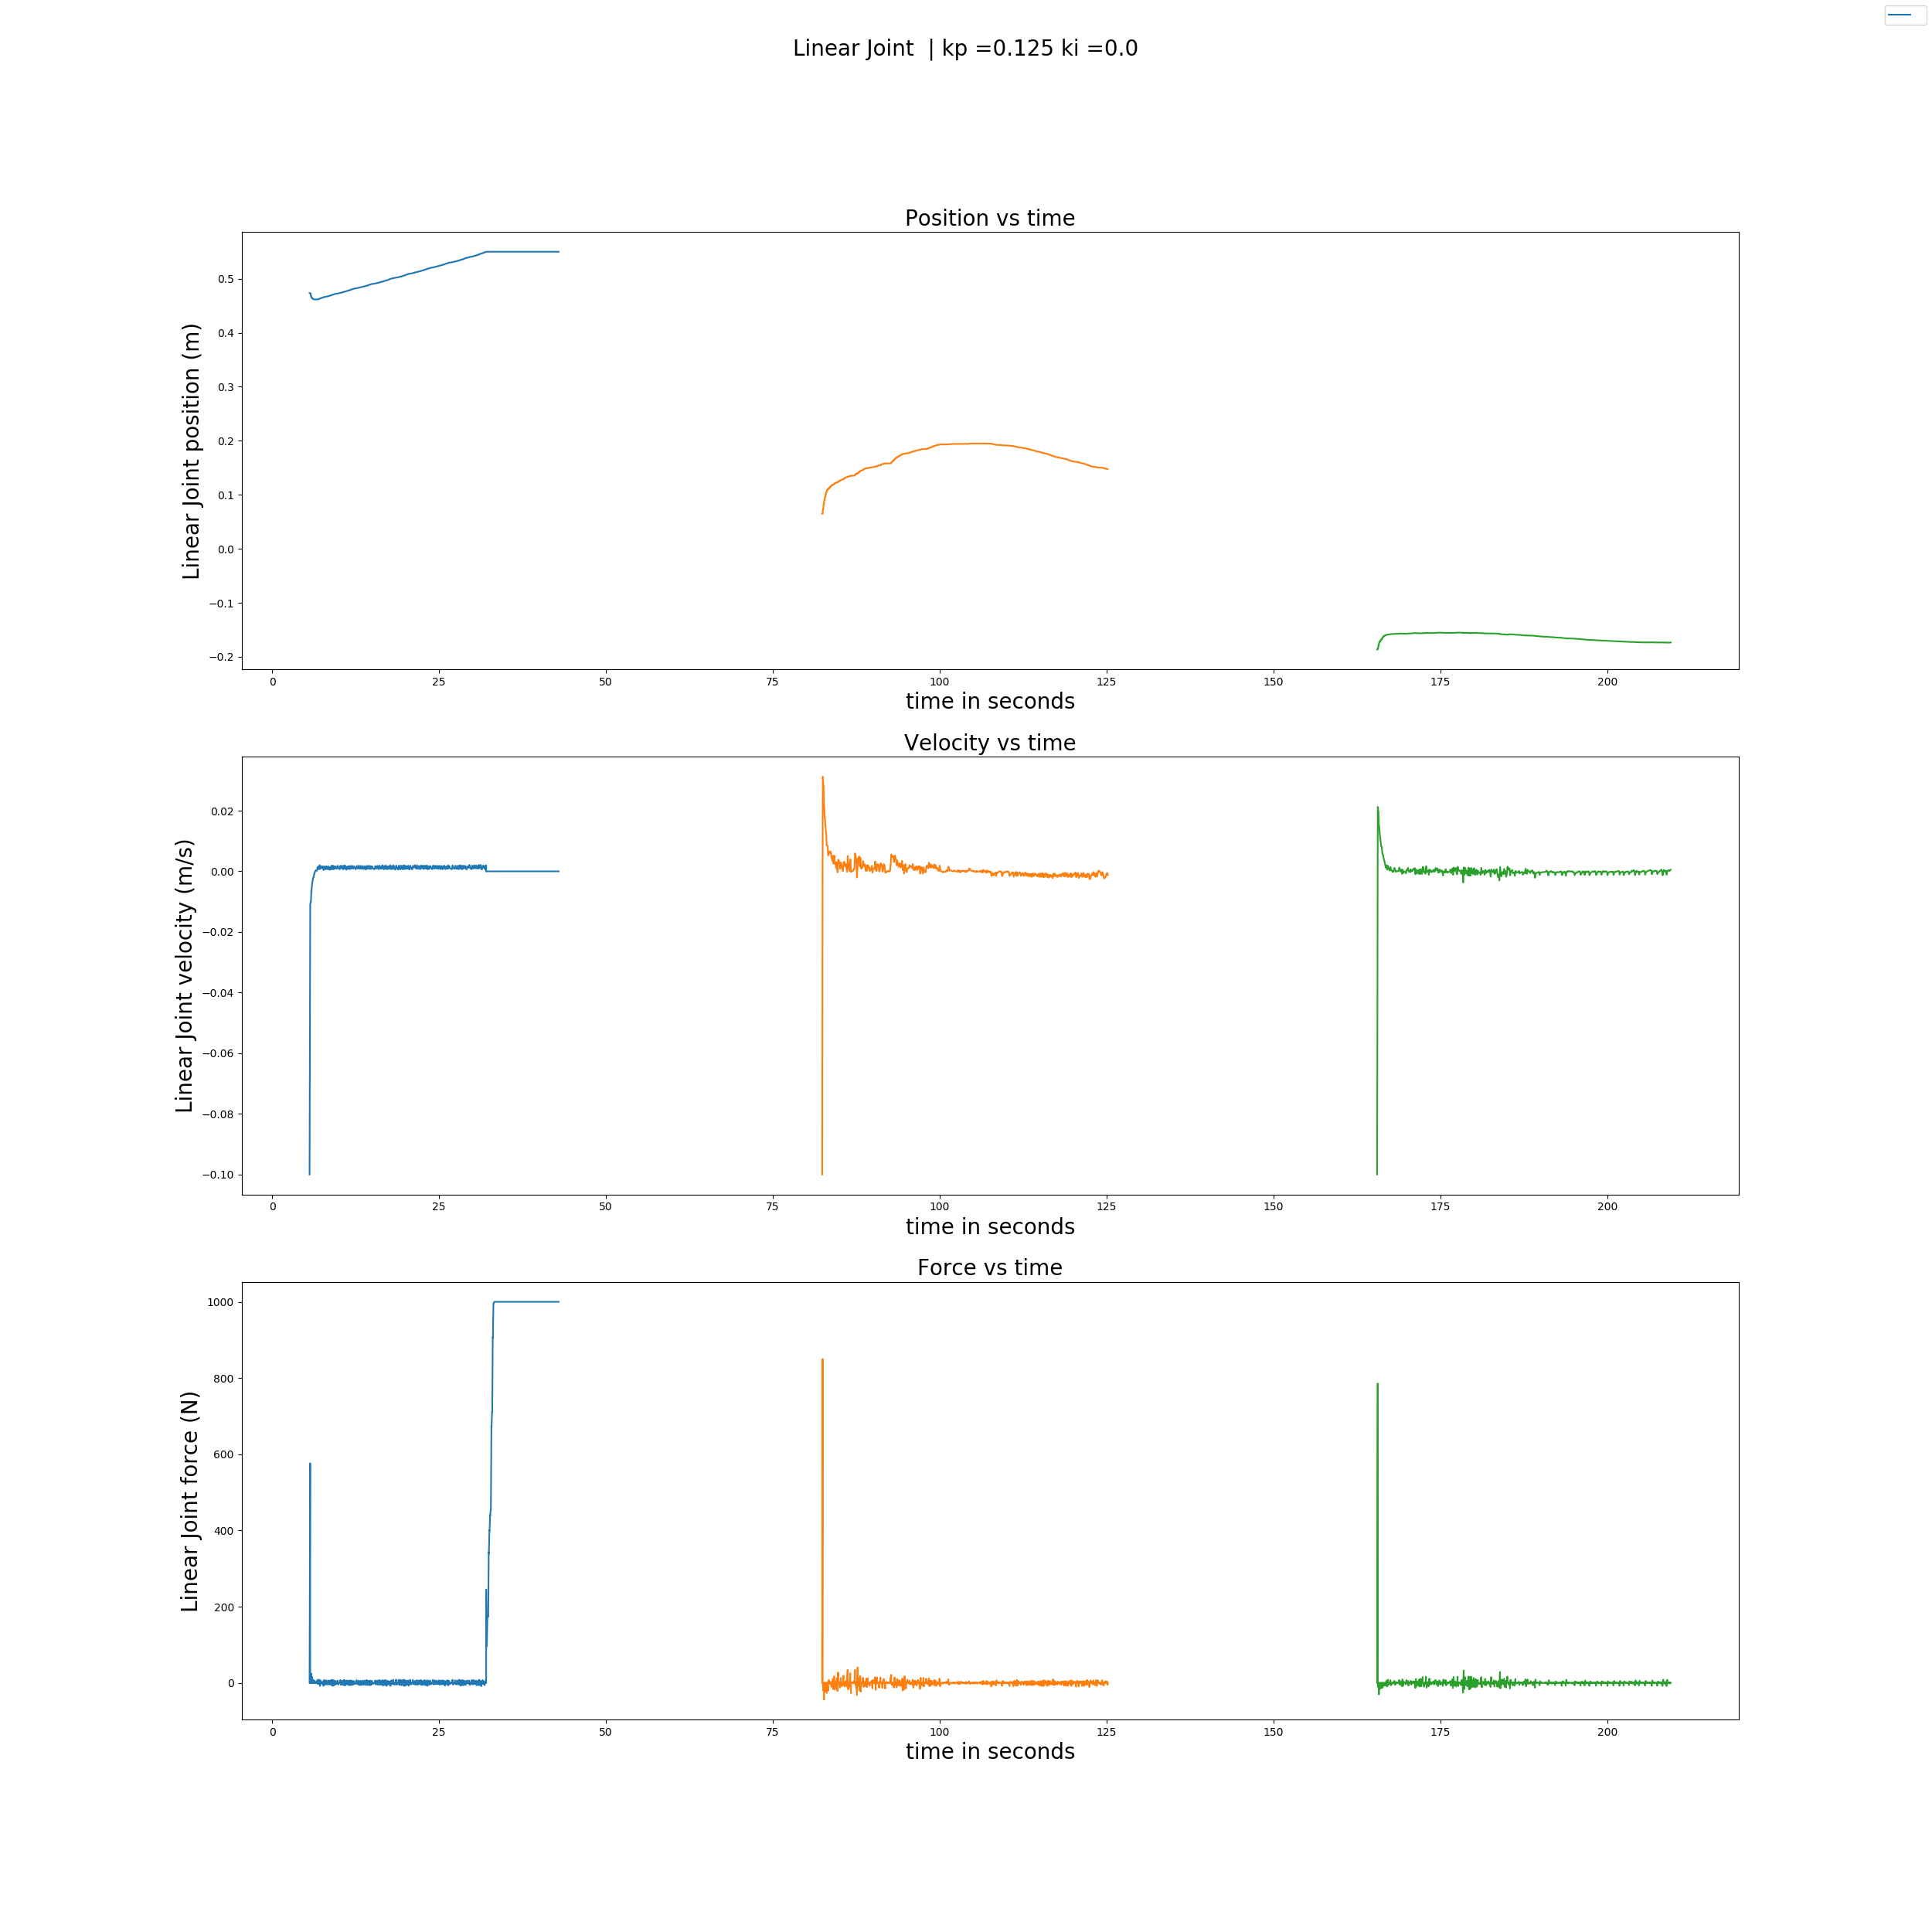 Linear Joint | kp =0.125 ki =0.0
Position vs time
Linear Joint position (m)
0.5
0.4
0.3
0.2
0.1
0.0
−0.1
−0.2
0 25 50 75 100 125 150 175 200
time in seconds
Velocity vs time
Linear Joint velocity (m/s)
0.02
0.00
−0.02
−0.04
−0.06
−0.08
−0.10
0 25 50 75 100 125 150 175 200
time in seconds
Force vs time
Linear Joint force (N)
1000
800
600
400
200
0
0 25 50 75 100 125 150 175 200
time in seconds